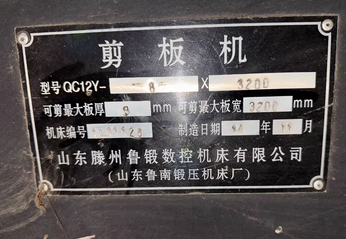 剪板机
型号QC12Y- 8 X 3200
可剪最大板厚 8 mm 可剪最大板宽 3200 mm
机床编号 制造日期 年 月
山东滕州鲁锻数控机床有限公司
(山东鲁南锻压机床厂)